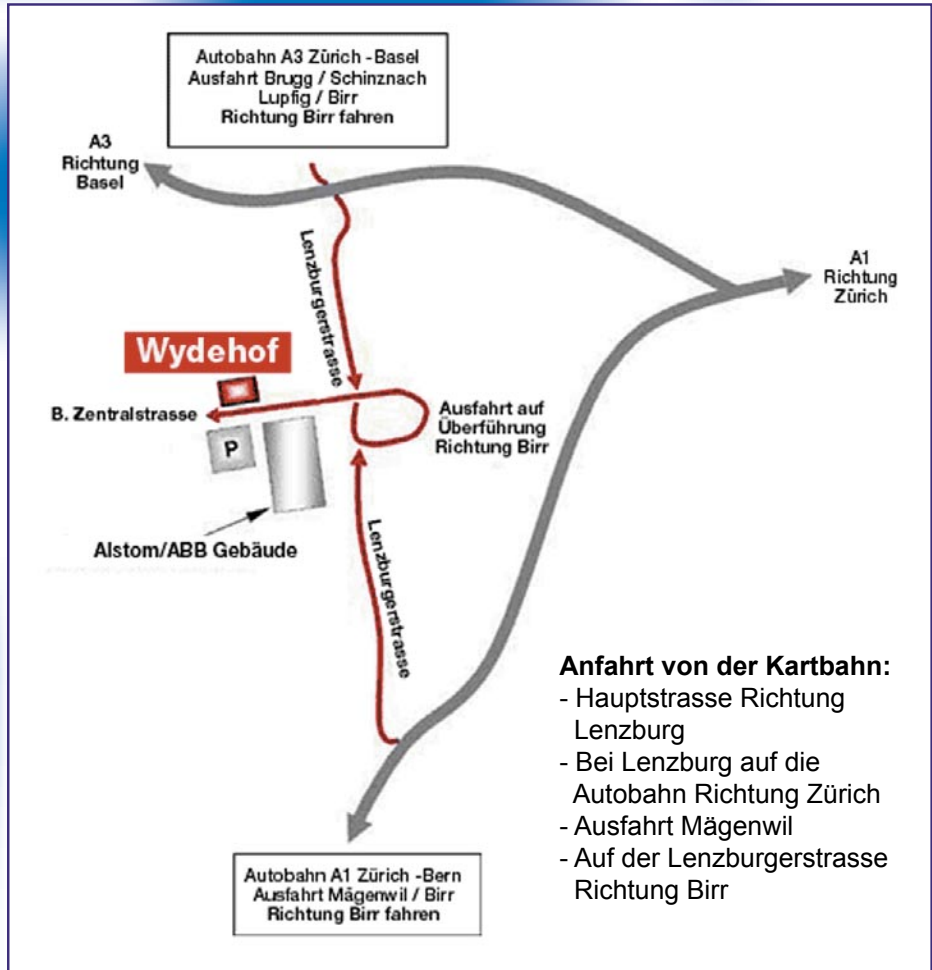 Autobahn A3 Zürich - Basel
Ausfahrt Brugg / Schinznach
Lupfig / Birr
Richtung Birr fahren
A3
Richtung
Basel
A1
Richtung
Zürich
Lenzburgerstrasse
Wydehof
B. Zentralstrasse
Ausfahrt auf
Überführung
Richtung Birr
P
Alstom/ABB Gebäude
Lenzburgerstrasse
Anfahrt von der Kartbahn:
- Hauptstrasse Richtung
Lenzburg
- Bei Lenzburg auf die
Autobahn Richtung Zürich
- Ausfahrt Mägenwil
- Auf der Lenzburgerstrasse
Richtung Birr
Autobahn A1 Zürich - Bern
Ausfahrt Mägenwil / Birr
Richtung Birr fahren